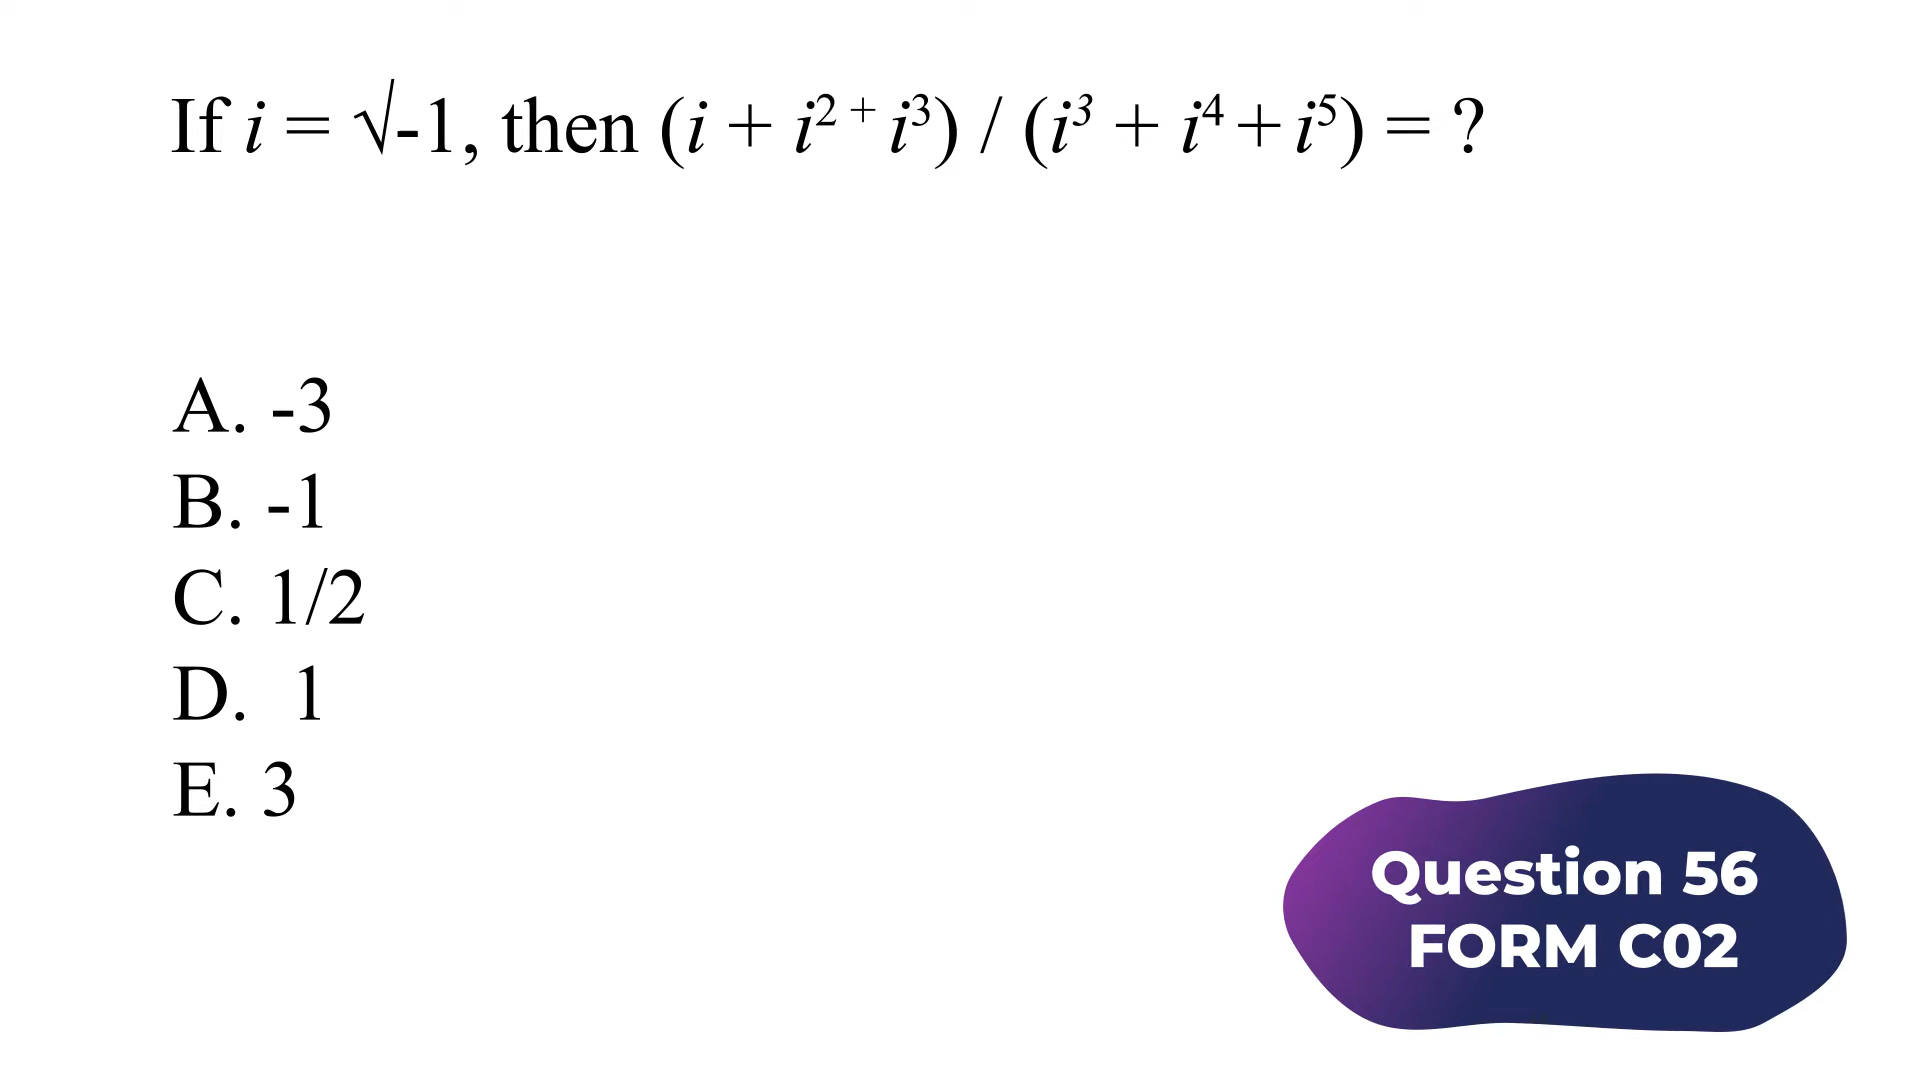 If i = √-1, then (i + i² ⁺ i³) / (i³ + i⁴ + i⁵) = ?
A. -3
B. -1
C. 1/2
D. 1
E. 3
Question 56
FORM C02